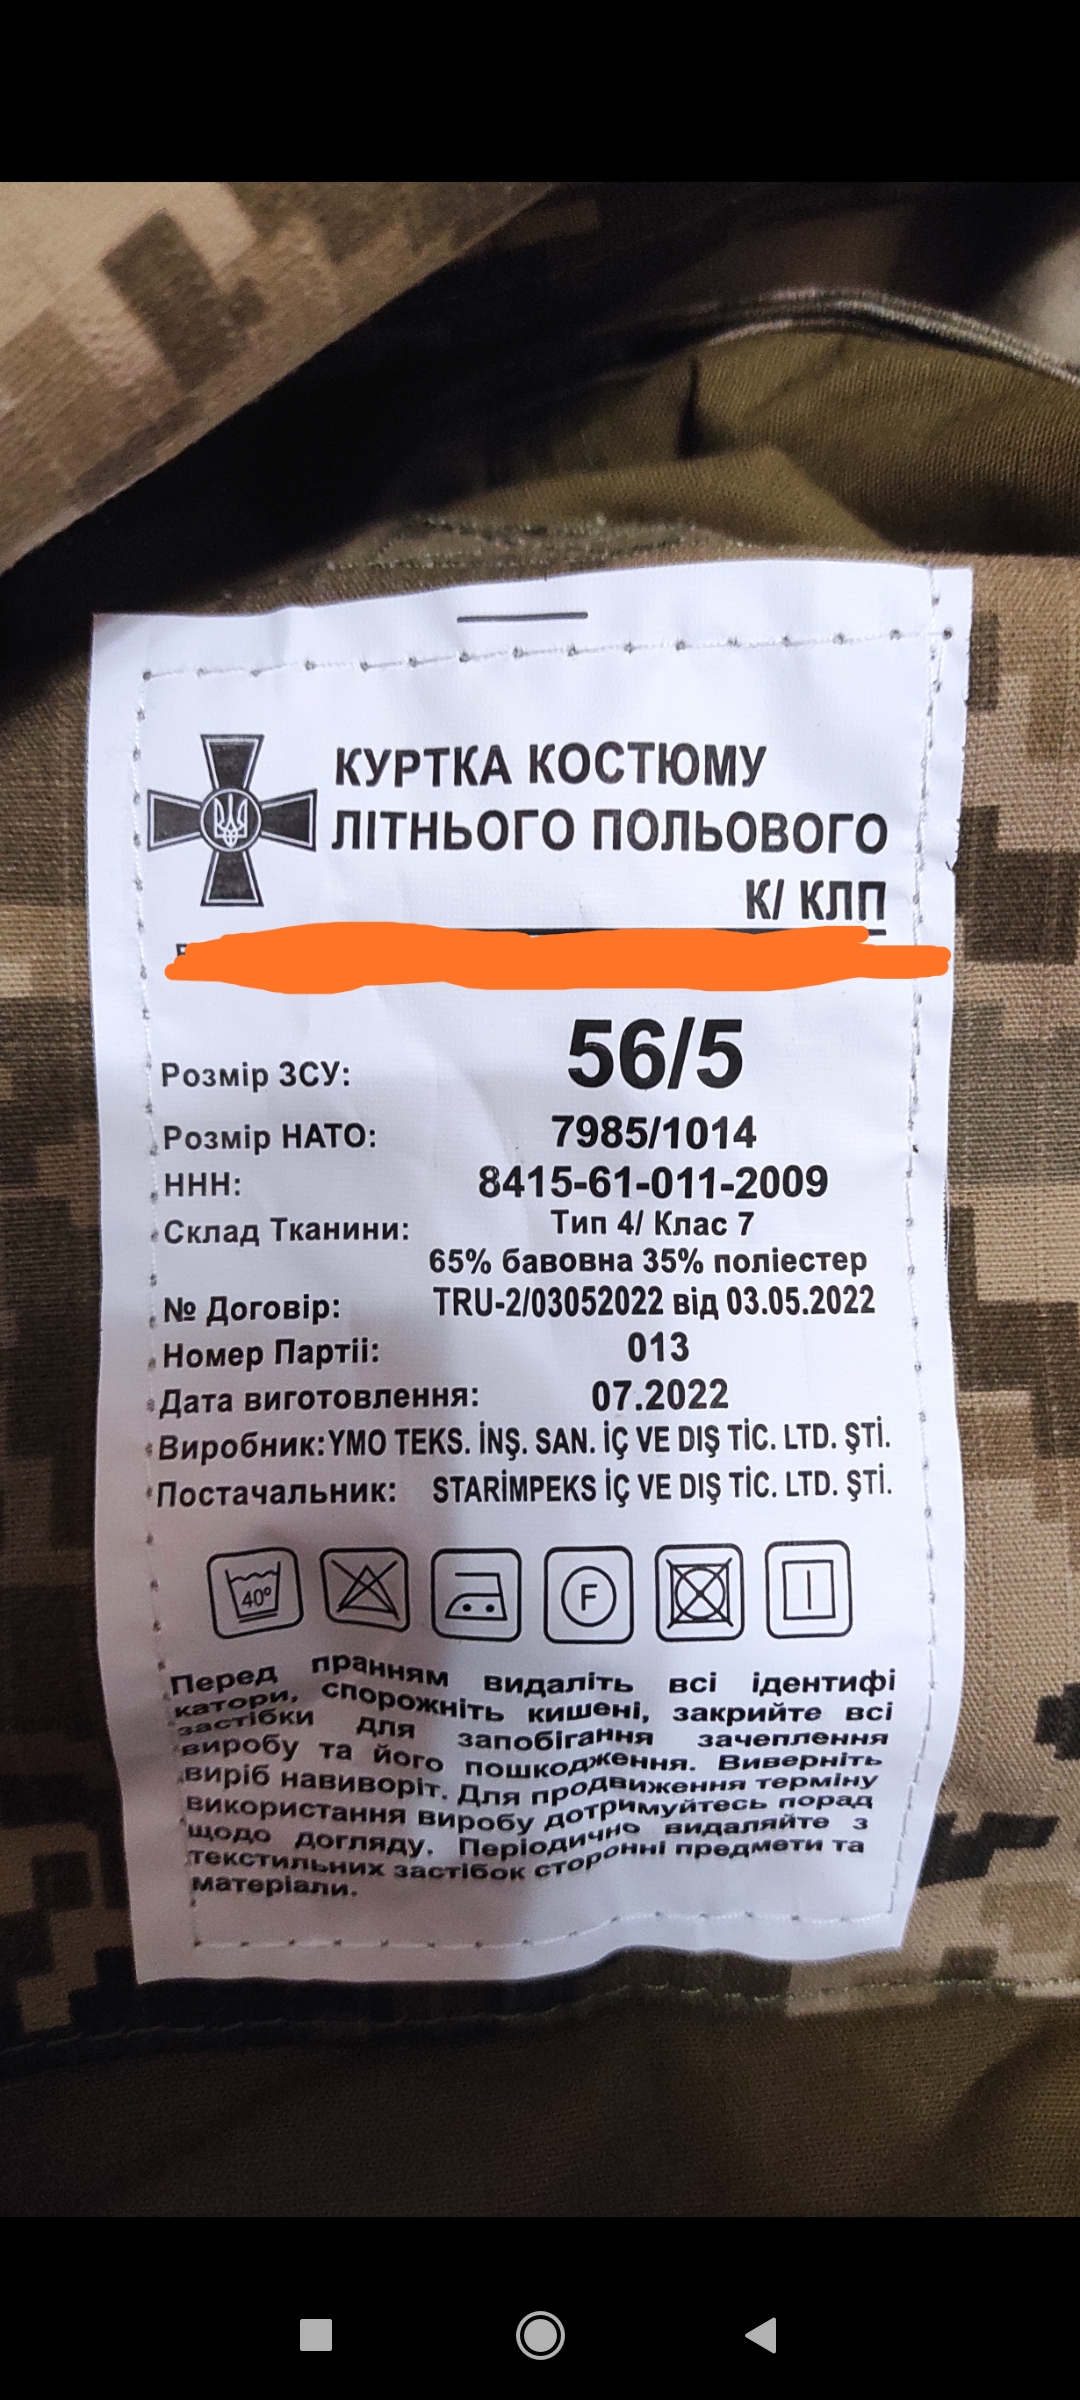 КУРТКА КОСТЮМУ
ЛІТНЬОГО ПОЛЬОВОГО
К/ КЛП
Розмір ЗСУ: 56/5
Розмір НАТО: 7985/1014
ННН: 8415-61-011-2009
Склад Тканини: Тип 4/ Клас 7
65% бавовна 35% поліестер
№ Договір: TRU-2/03052022 від 03.05.2022
Номер Партіі: 013
Дата виготовлення: 07.2022
Виробник: YMO TEKS. İNŞ. SAN. İÇ VE DIŞ TİC. LTD. ŞTİ.
Постачальник: STARİMPEKS İÇ VE DIŞ TİC. LTD. ŞTİ.
40° F
Перед пранням видаліть всі ідентифі
катори, спорожніть кишені, закрийте всі
застібки для запобігання зачеплення
виробу та його пошкодження. Виверніть
виріб навиворіт. Для продвиження терміну
використання виробу дотримуйтесь порад
щодо догляду. Періодично видаляйте з
текстильних застібок сторонні предмети та
матеріали.